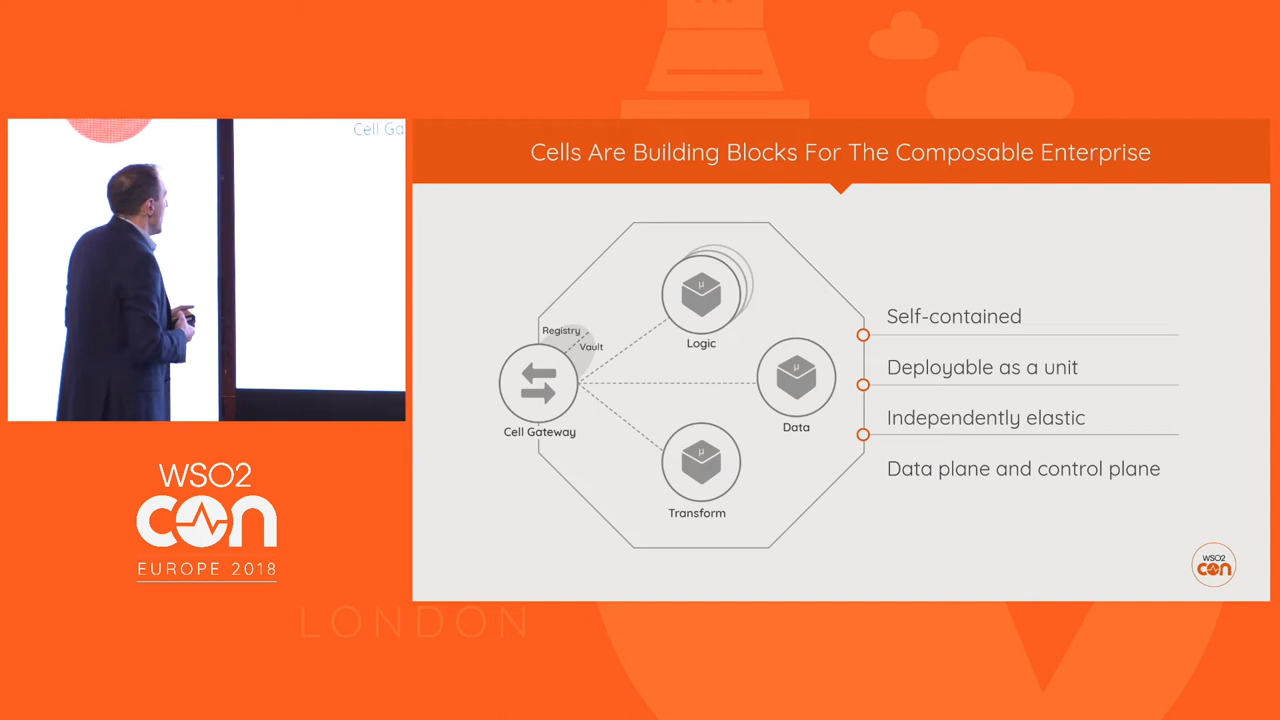 Cell Ga
Cells Are Building Blocks For The Composable Enterprise
µ
Logic
Registry
Vault
Cell Gateway
µ
Data
µ
Transform
Self-contained
Deployable as a unit
Independently elastic
Data plane and control plane
WSO2
con
EUROPE 2018
LONDON
WSO2
con